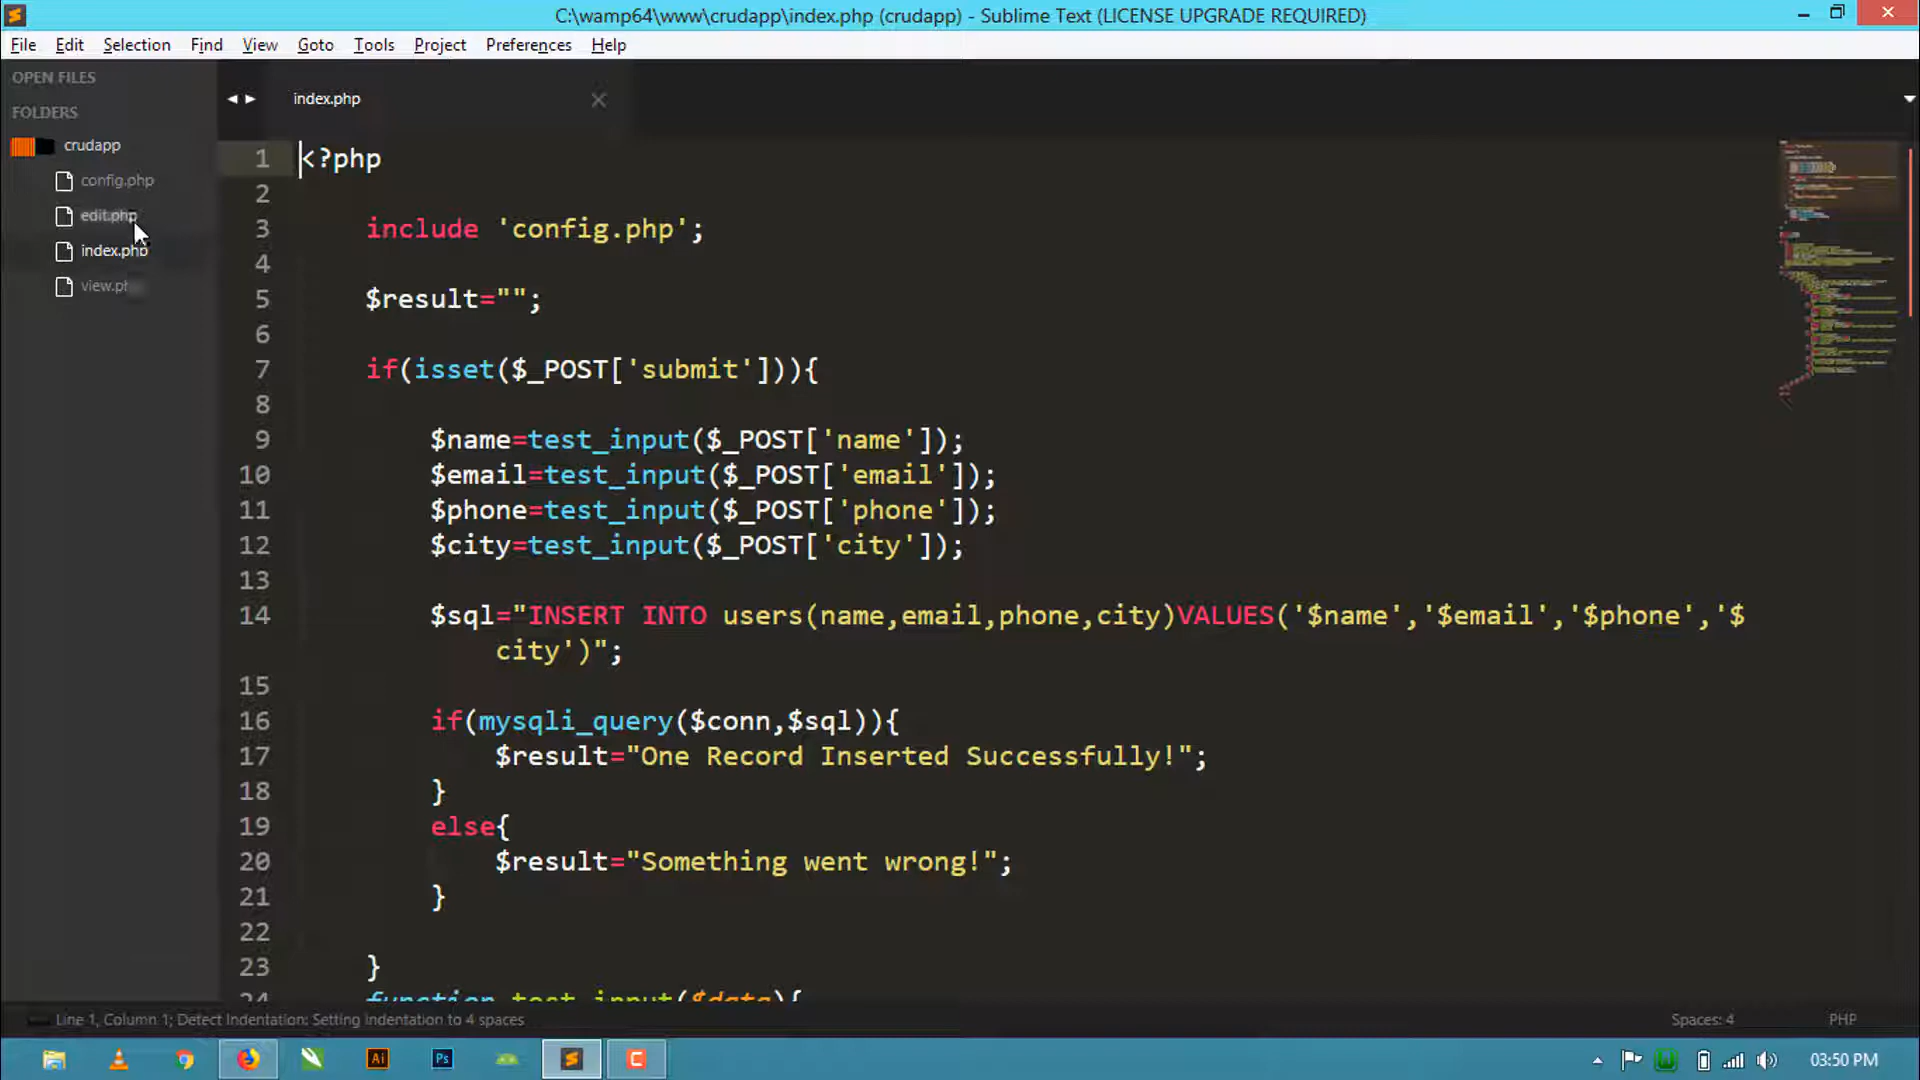 C:\wamp64\www\crudapp\index.php (crudapp) - Sublime Text (LICENSE UPGRADE REQUIRED)
File Edit Selection Find View Goto Tools Project Preferences Help
OPEN FILES
FOLDERS
crudapp
config.php
edit.php
index.php
index.php
1 <?php
2
3 include 'config.php';
4
5 $result="";
6
7 if(isset($_POST['submit'])){
8
9 $name=test_input($_POST['name']);
10 $email=test_input($_POST['email']);
11 $phone=test_input($_POST['phone']);
12 $city=test_input($_POST['city']);
13
14 $sql="INSERT INTO users(name,email,phone,city)VALUES('$name','$email','$phone','$
city')";
15
16 if(mysqli_query($conn,$sql)){
17 $result="One Record Inserted Successfully!";
18 }
19 else{
20 $result="Something went wrong!";
21 }
22
23 }
24 function test_input($data){
Line 1, Column 1; Detect Indentation: Setting indentation to 4 spaces
Spaces: 4
PHP
Ai
Ps
C
03:50 PM